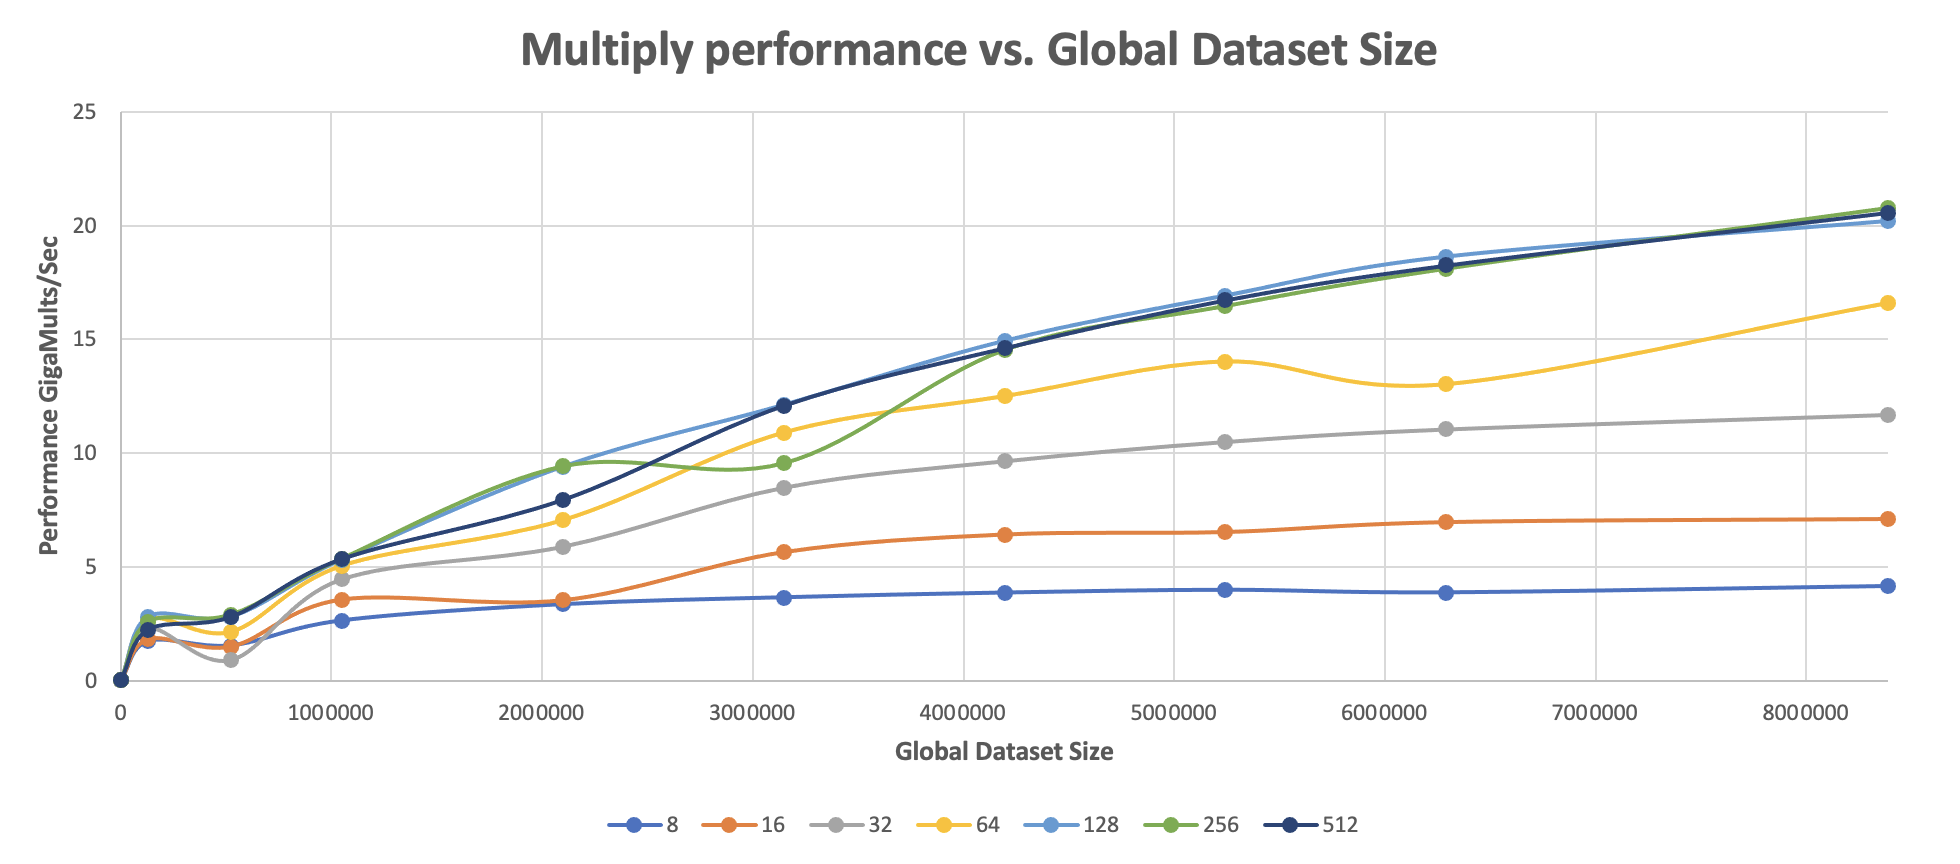 Multiply performance vs. Global Dataset Size
Performance GigaMults/Sec
25
20
15
10
5
0
0 1000000 2000000 3000000 4000000 5000000 6000000 7000000 8000000
Global Dataset Size
8 16 32 64 128 256 512